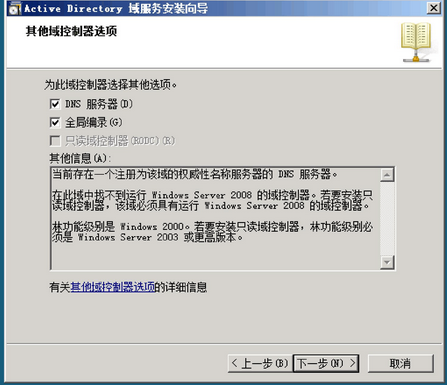 Active Directory 域服务安装向导
其他域控制器选项
为此域控制器选择其他选项。
DNS 服务器(D)
全局编录(G)
只读域控制器(RODC)(R)
其他信息(A):
当前存在一个注册为该域的权威性名称服务器的 DNS 服务器。
在此域中找不到运行 Windows Server 2008 的域控制器。若要安装只
读域控制器，该域必须具有运行 Windows Server 2008 的域控制器。
林功能级别是 Windows 2000。若要安装只读域控制器，林功能级别必
须是 Windows Server 2003 或更高版本。
有关其他域控制器选项的详细信息
< 上一步(B) 下一步(N) > 取消